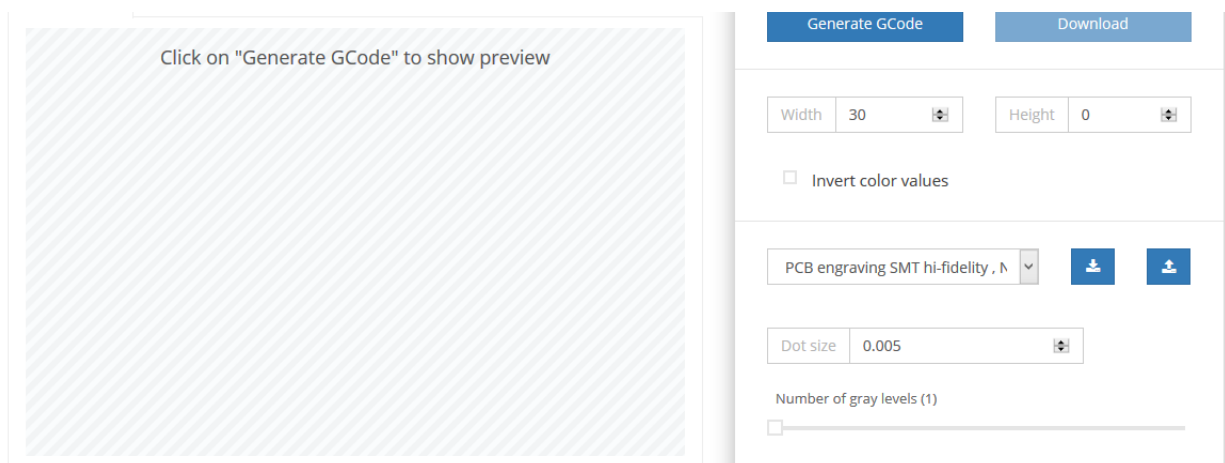 Click on "Generate GCode" to show preview
Generate GCode
Download
Width 30
Height 0
Invert color values
PCB engraving SMT hi-fidelity , N
Dot size 0.005
Number of gray levels (1)